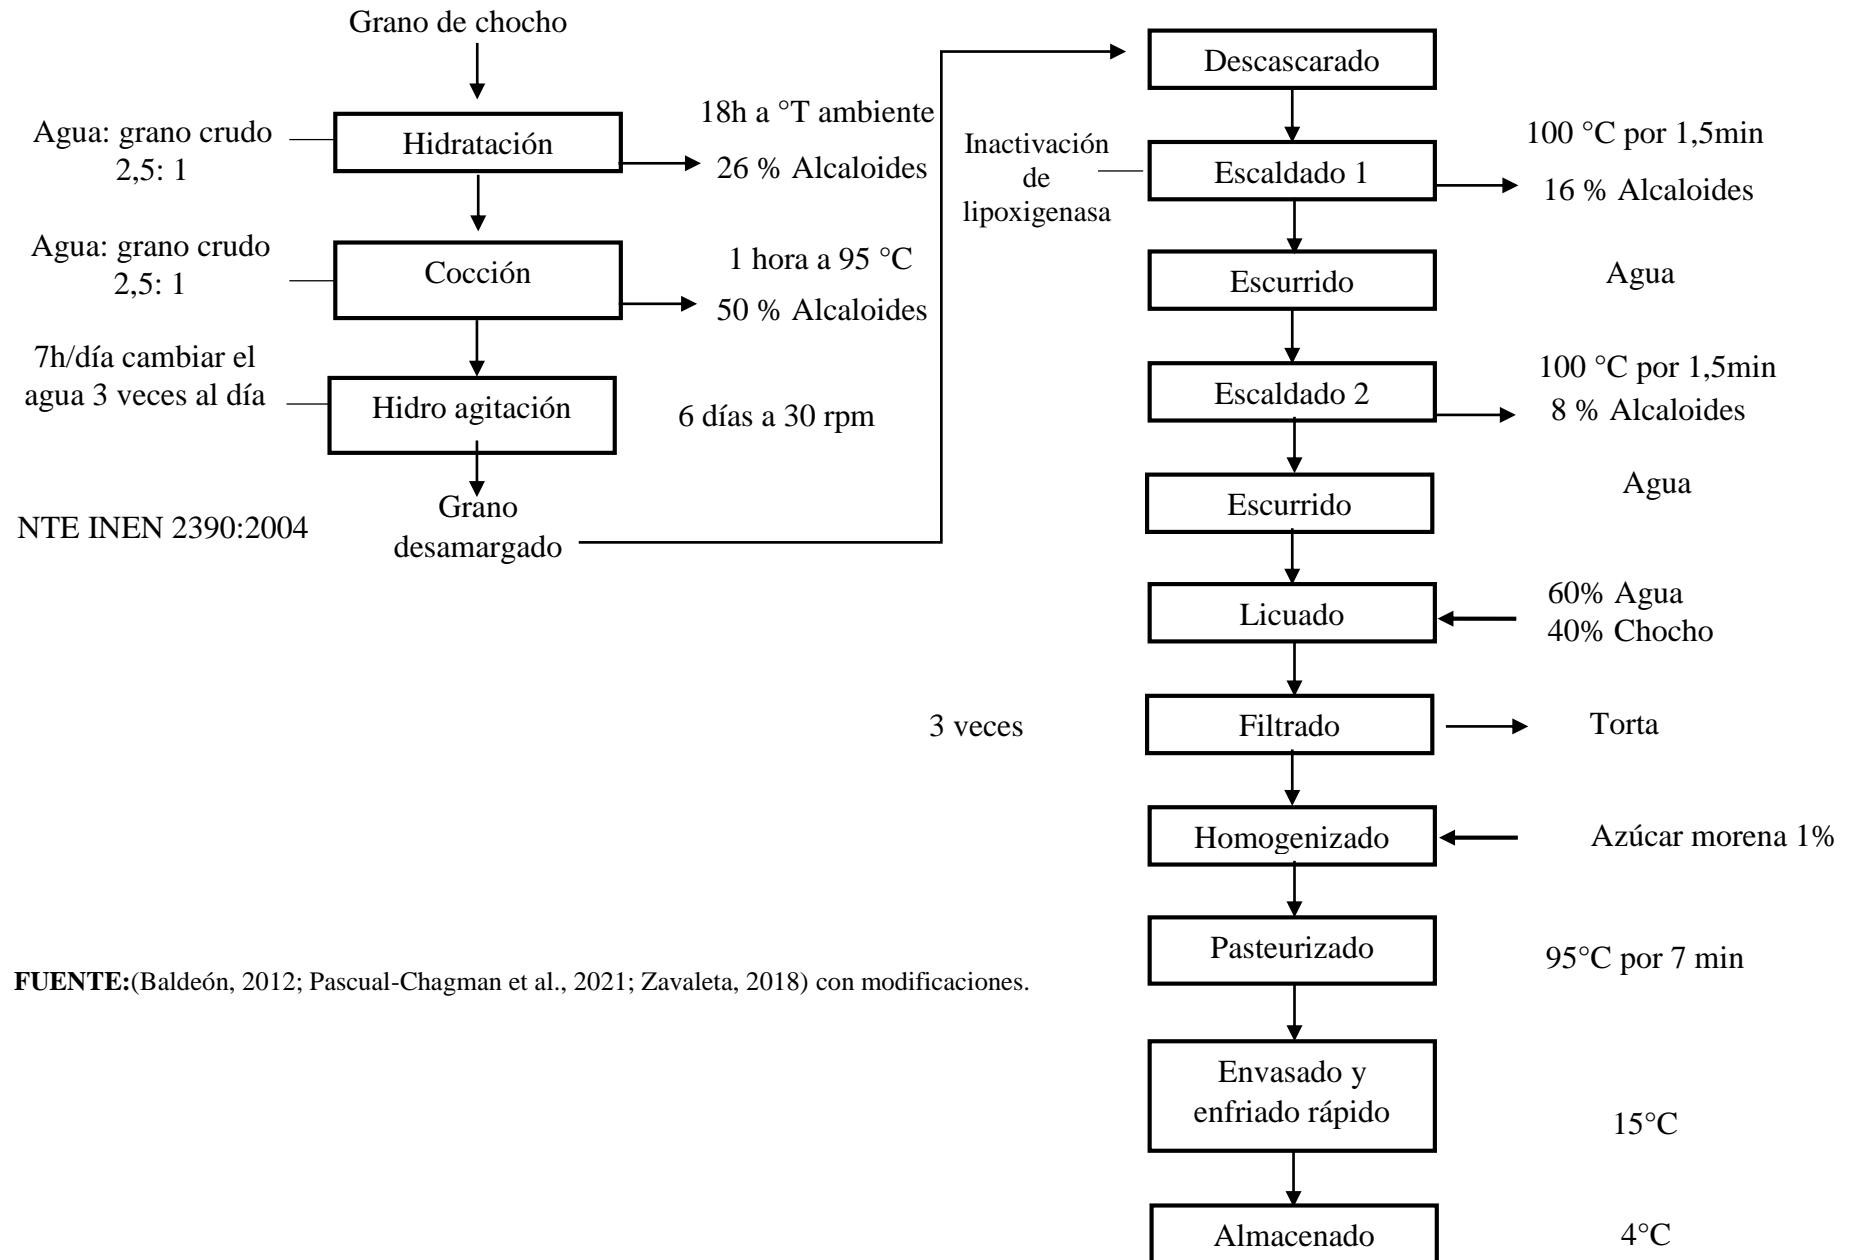 Grano de chocho
Agua: grano crudo
2,5: 1
Hidratación
18h a °T ambiente
26 % Alcaloides
Agua: grano crudo
2,5: 1
Cocción
1 hora a 95 °C
50 % Alcaloides
7h/día cambiar el
agua 3 veces al día
Hidro agitación
6 días a 30 rpm
Grano
desamargado
NTE INEN 2390:2004
Descascarado
Inactivación
de
lipoxigenasa
Escaldado 1
100 °C por 1,5min
16 % Alcaloides
Escurrido
Agua
Escaldado 2
100 °C por 1,5min
8 % Alcaloides
Escurrido
Agua
Licuado
60% Agua
40% Chocho
3 veces
Filtrado
Torta
Homogenizado
Azúcar morena 1%
Pasteurizado
95°C por 7 min
Envasado y
enfriado rápido
15°C
Almacenado
4°C
FUENTE:(Baldeón, 2012; Pascual-Chagman et al., 2021; Zavaleta, 2018) con modificaciones.